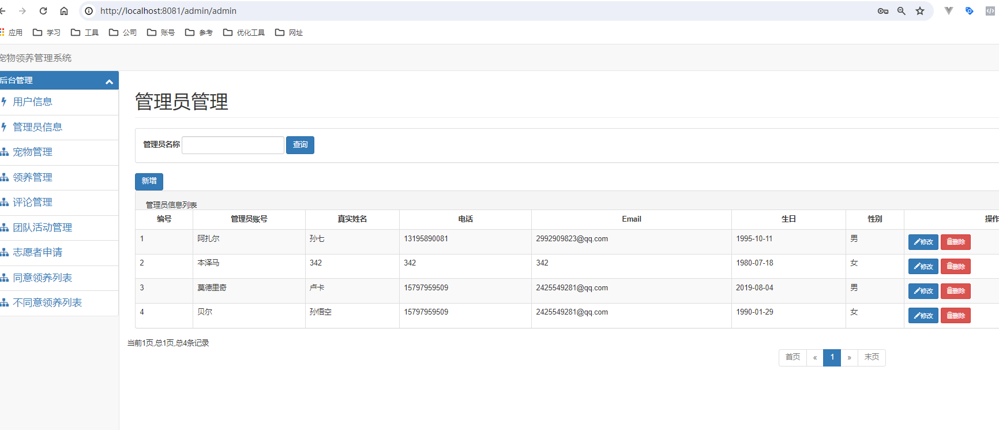 http://localhost:8081/admin/admin
应用 学习 工具 公司 账号 参考 优化工具 网址
宠物领养管理系统
后台管理
用户信息
管理员信息
宠物管理
领养管理
评论管理
团队活动管理
志愿者申请
同意领养列表
不同意领养列表
管理员管理
管理员名称 查询
新增
管理员信息列表
编号 管理员账号 真实姓名 电话 Email 生日 性别 操作
1 阿扎尔 孙七 13195890081 2992909823@qq.com 1995-10-11 男 修改 删除
2 本泽马 342 342 342 1980-07-18 女 修改 删除
3 莫德里奇 卢卡 15797959509 2425549281@qq.com 2019-08-04 男 修改 删除
4 贝尔 孙悟空 15797959509 2425549281@qq.com 1990-01-29 女 修改 删除
当前1页,总1页,总4条记录
首页 « 1 » 末页